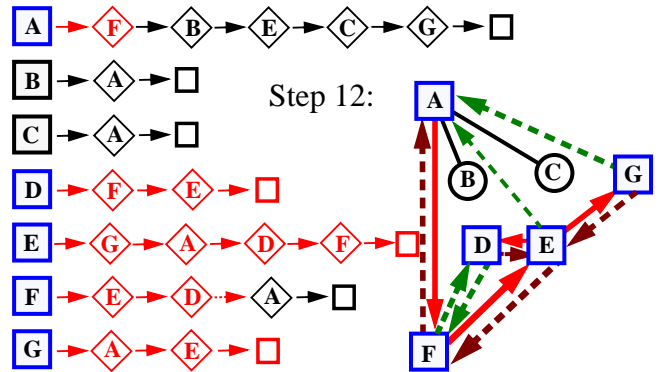 A F B E C G
B A
Step 12:
C A
D F E
E G A D F
F E D A
G A E
A
B C G
D E
F